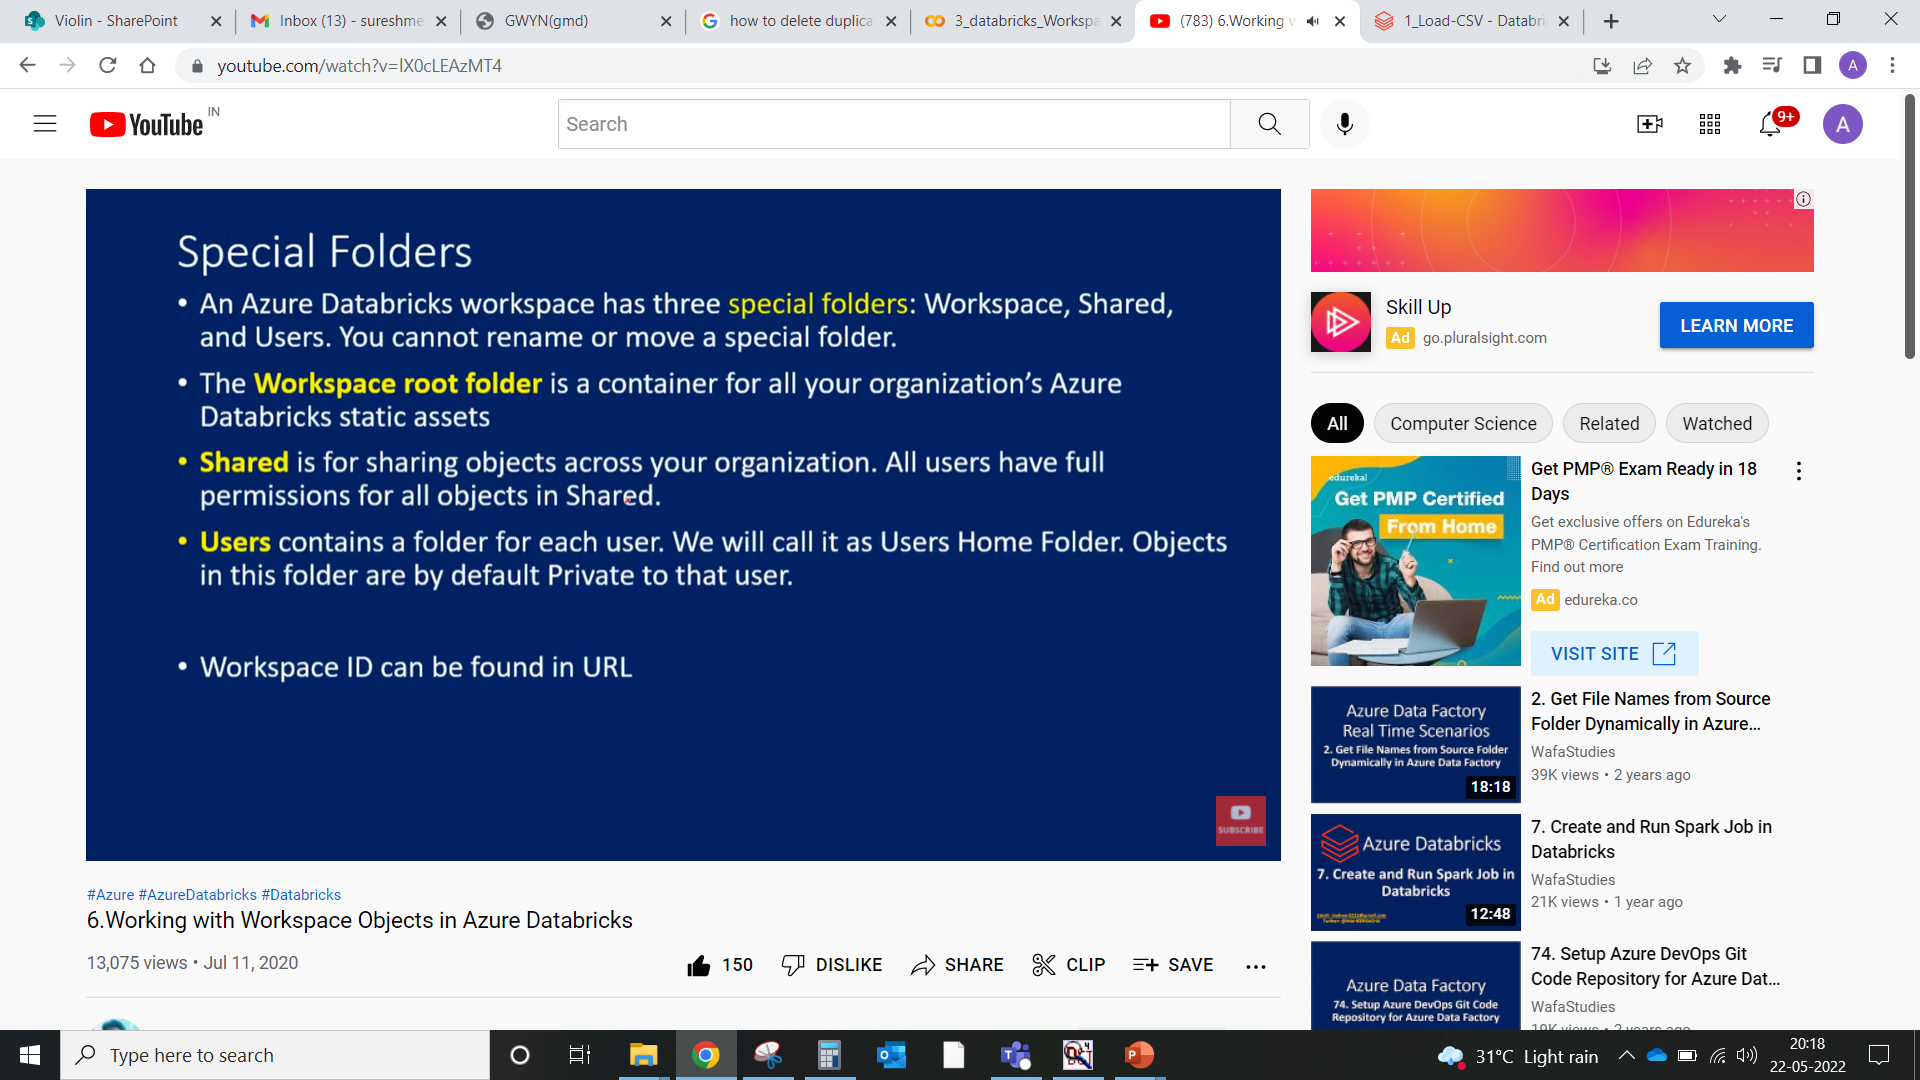 Violin - SharePoint
Inbox (13) - sureshme
GWYN(gmd)
how to delete duplica
3_databricks_Workspa
(783) 6.Working w
1_Load-CSV - Databri
youtube.com/watch?v=lX0cLEAzMT4
A
YouTube IN
Search
9+
A
Special Folders
• An Azure Databricks workspace has three special folders: Workspace, Shared,
and Users. You cannot rename or move a special folder.
• The Workspace root folder is a container for all your organization's Azure
Databricks static assets
• Shared is for sharing objects across your organization. All users have full
permissions for all objects in Shared.
• Users contains a folder for each user. We will call it as Users Home Folder. Objects
in this folder are by default Private to that user.
• Workspace ID can be found in URL
SUBSCRIBE
#Azure #AzureDatabricks #Databricks
6.Working with Workspace Objects in Azure Databricks
13,075 views • Jul 11, 2020
150
DISLIKE
SHARE
CLIP
SAVE
Skill Up
Ad go.pluralsight.com
LEARN MORE
All
Computer Science
Related
Watched
edureka!
Get PMP Certified
From Home
Get PMP® Exam Ready in 18
Days
Get exclusive offers on Edureka's
PMP® Certification Exam Training.
Find out more
Ad edureka.co
VISIT SITE
Azure Data Factory
Real Time Scenarios
2. Get File Names from Source Folder
Dynamically in Azure Data Factory
18:18
2. Get File Names from Source
Folder Dynamically in Azure...
WafaStudies
39K views • 2 years ago
Azure Databricks
7. Create and Run Spark Job in
Databricks
12:48
7. Create and Run Spark Job in
Databricks
WafaStudies
21K views • 1 year ago
Azure Data Factory
74. Setup Azure DevOps Git Code
Repository for Azure Data Factory
74. Setup Azure DevOps Git
Code Repository for Azure Dat...
WafaStudies
19K views • 2 years ago
Type here to search
31°C Light rain
20:18
22-05-2022